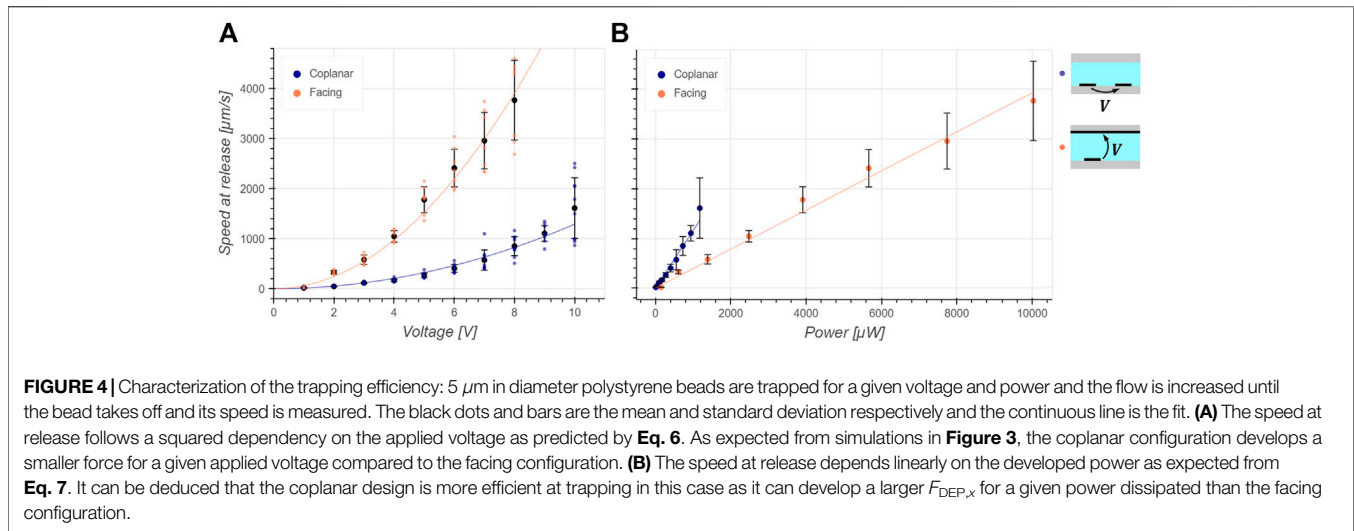 A
B
Coplanar
Facing
Coplanar
Facing
Speed at release [μm/s]
4000
3000
2000
1000
0
0
2
4
6
8
10
Voltage [V]
0
2000
4000
6000
8000
10000
Power [μW]
V
V
FIGURE 4 | Characterization of the trapping efficiency: 5 μm in diameter polystyrene beads are trapped for a given voltage and power and the flow is increased until
the bead takes off and its speed is measured. The black dots and bars are the mean and standard deviation respectively and the continuous line is the fit. (A) The speed at
release follows a squared dependency on the applied voltage as predicted by Eq. 6. As expected from simulations in Figure 3, the coplanar configuration develops a
smaller force for a given applied voltage compared to the facing configuration. (B) The speed at release depends linearly on the developed power as expected from
Eq. 7. It can be deduced that the coplanar design is more efficient at trapping in this case as it can develop a larger FDEP,x for a given power dissipated than the facing
configuration.